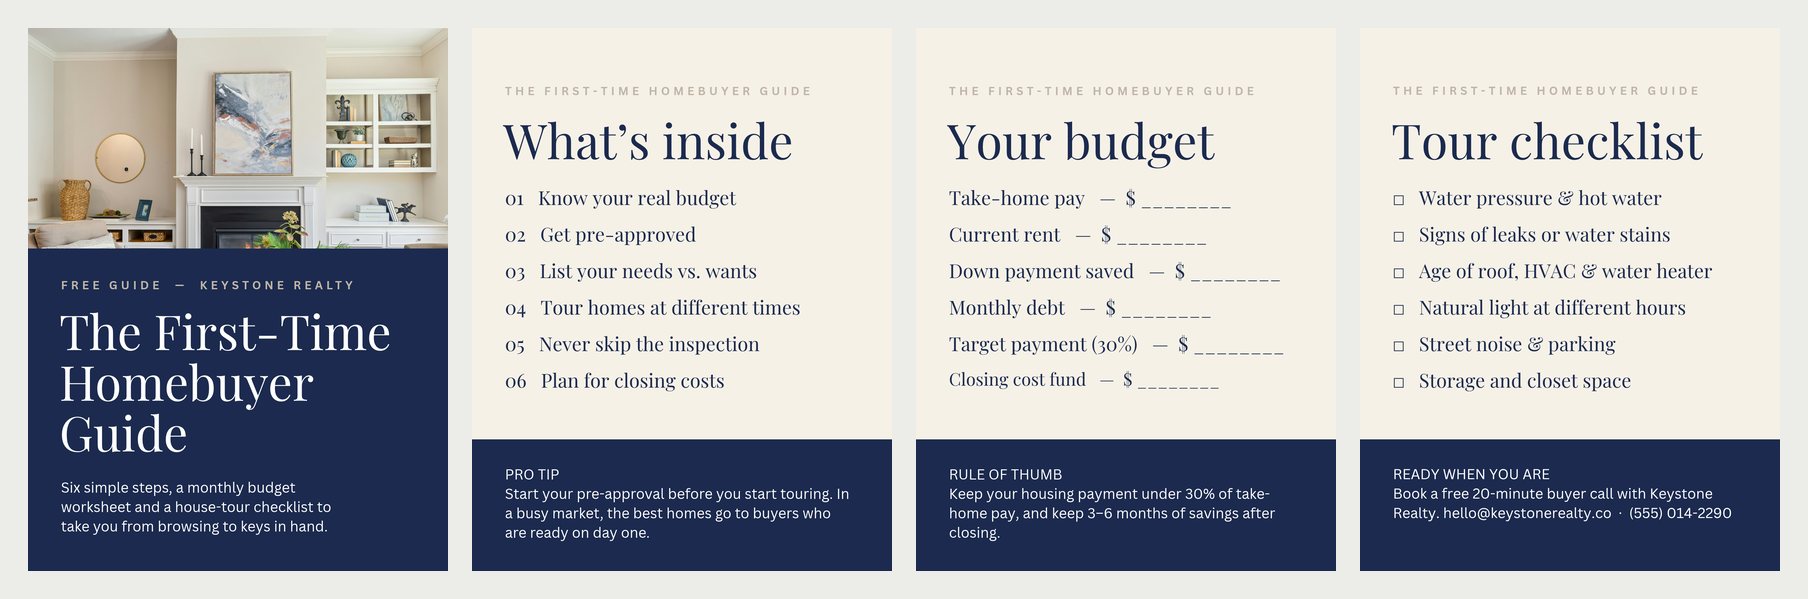 FREE GUIDE — KEYSTONE REALTY
The First-Time
Homebuyer
Guide
Six simple steps, a monthly budget
worksheet and a house-tour checklist to
take you from browsing to keys in hand.
THE FIRST-TIME HOMEBUYER GUIDE
What’s inside
01 Know your real budget
02 Get pre-approved
03 List your needs vs. wants
04 Tour homes at different times
05 Never skip the inspection
06 Plan for closing costs
PRO TIP
Start your pre-approval before you start touring. In
a busy market, the best homes go to buyers who
are ready on day one.
THE FIRST-TIME HOMEBUYER GUIDE
Your budget
Take-home pay — $ ________
Current rent — $ ________
Down payment saved — $ ________
Monthly debt — $ ________
Target payment (30%) — $ ________
Closing cost fund — $ ________
RULE OF THUMB
Keep your housing payment under 30% of take-
home pay, and keep 3–6 months of savings after
closing.
THE FIRST-TIME HOMEBUYER GUIDE
Tour checklist
□ Water pressure & hot water
□ Signs of leaks or water stains
□ Age of roof, HVAC & water heater
□ Natural light at different hours
□ Street noise & parking
□ Storage and closet space
READY WHEN YOU ARE
Book a free 20-minute buyer call with Keystone
Realty. hello@keystonerealty.co · (555) 014-2290